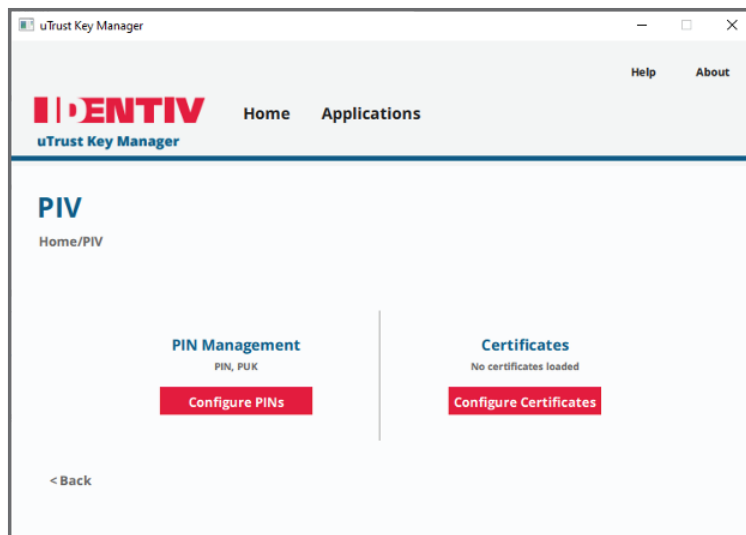 uTrust Key Manager
Help About
IDENTIV
Home Applications
uTrust Key Manager
PIV
Home/PIV
PIN Management
PIN, PUK
Configure PINs
Certificates
No certificates loaded
Configure Certificates
< Back